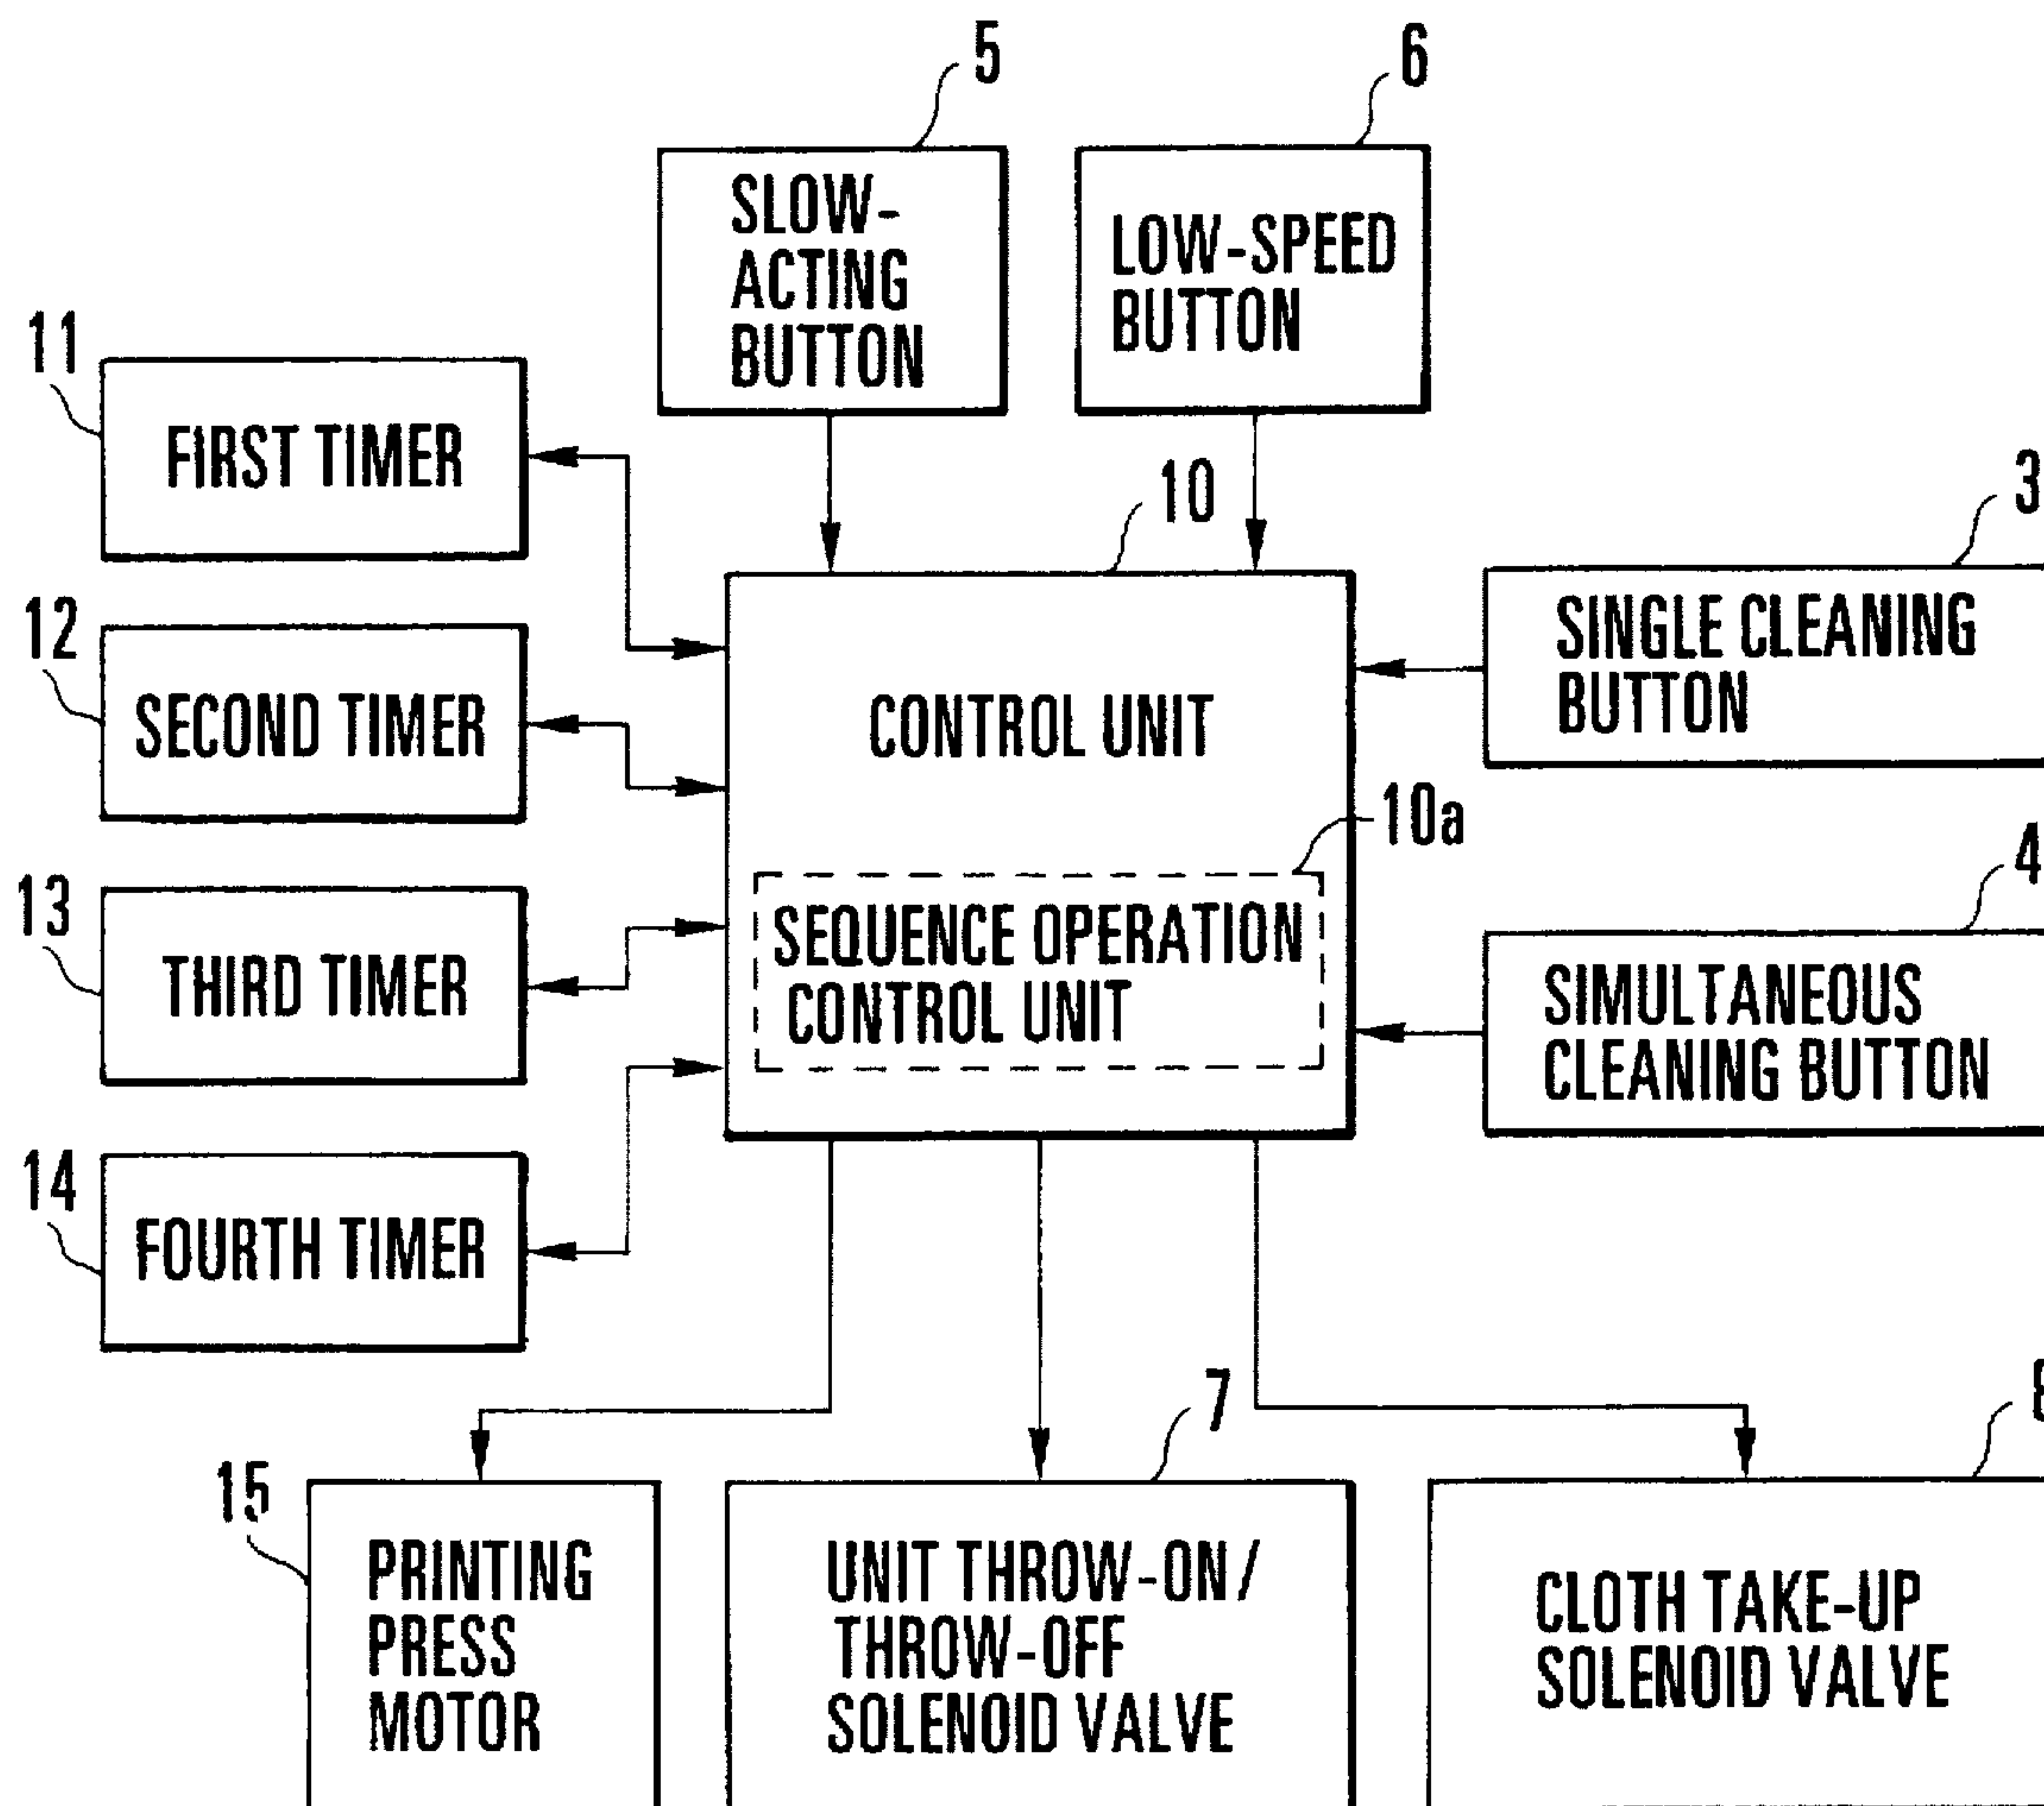 5
6
SLOW-
ACTING
BUTTON
LOW-SPEED
BUTTON
11
FIRST TIMER
10
3
SINGLE CLEANING
BUTTON
12
SECOND TIMER
CONTROL UNIT
10a
4
13
THIRD TIMER
SEQUENCE OPERATION
CONTROL UNIT
SIMULTANEOUS
CLEANING BUTTON
14
FOURTH TIMER
7
15
PRINTING
PRESS
MOTOR
UNIT THROW-ON/
THROW-OFF
SOLENOID VALVE
CLOTH TAKE-UP
SOLENOID VALVE